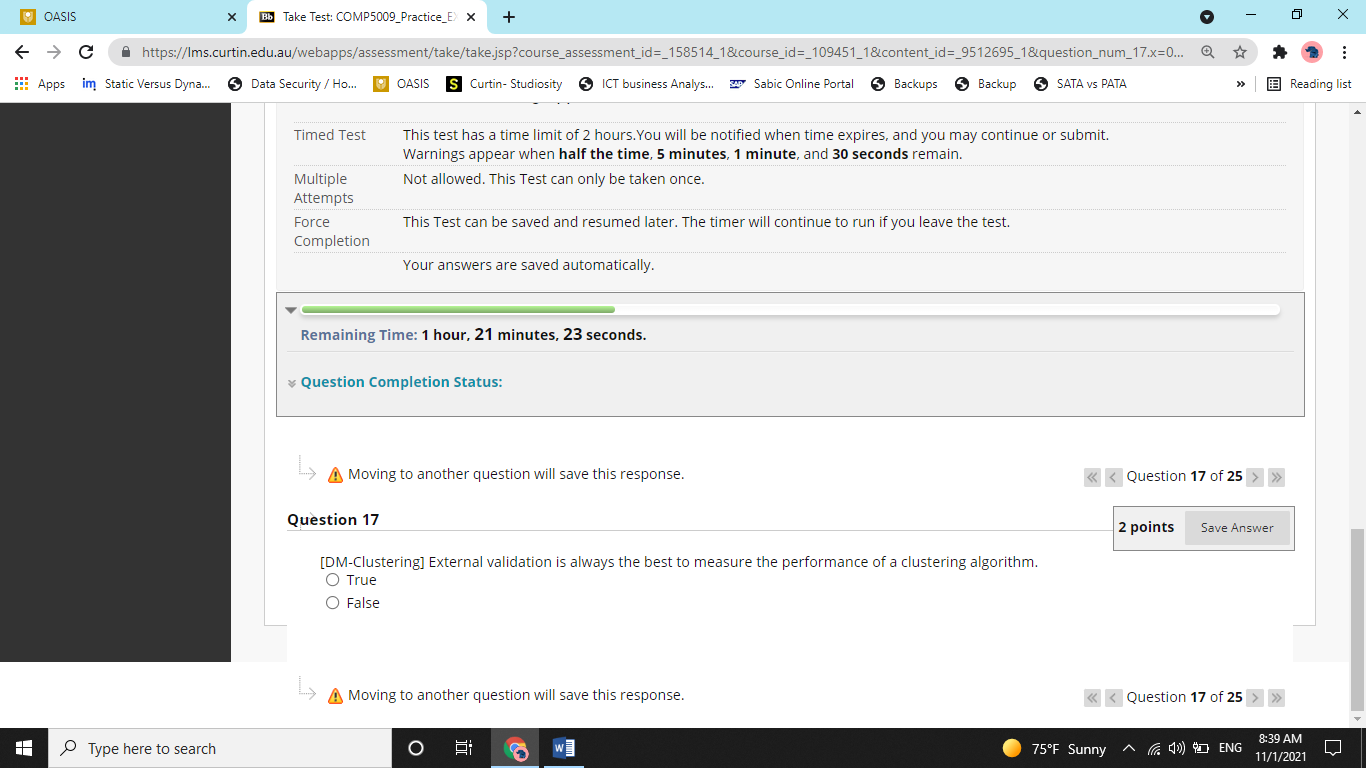 OASIS
Bb Take Test: COMP5009_Practice_E
https://lms.curtin.edu.au/webapps/assessment/take/take.jsp?course_assessment_id=_158514_1&course_id=_109451_1&content_id=_9512695_1&question_num_17.x=0...
Apps im Static Versus Dyna... Data Security / Ho... OASIS S Curtin- Studiosity ICT business Analys... SAP Sabic Online Portal Backups Backup SATA vs PATA » Reading list
Timed Test This test has a time limit of 2 hours.You will be notified when time expires, and you may continue or submit.
Warnings appear when half the time, 5 minutes, 1 minute, and 30 seconds remain.
Multiple Not allowed. This Test can only be taken once.
Attempts
Force This Test can be saved and resumed later. The timer will continue to run if you leave the test.
Completion
Your answers are saved automatically.
Remaining Time: 1 hour, 21 minutes, 23 seconds.
Question Completion Status:
Moving to another question will save this response. Question 17 of 25
Question 17
2 points Save Answer
[DM-Clustering] External validation is always the best to measure the performance of a clustering algorithm.
True
False
Moving to another question will save this response. Question 17 of 25
Type here to search
W
75°F Sunny ENG
8:39 AM
11/1/2021